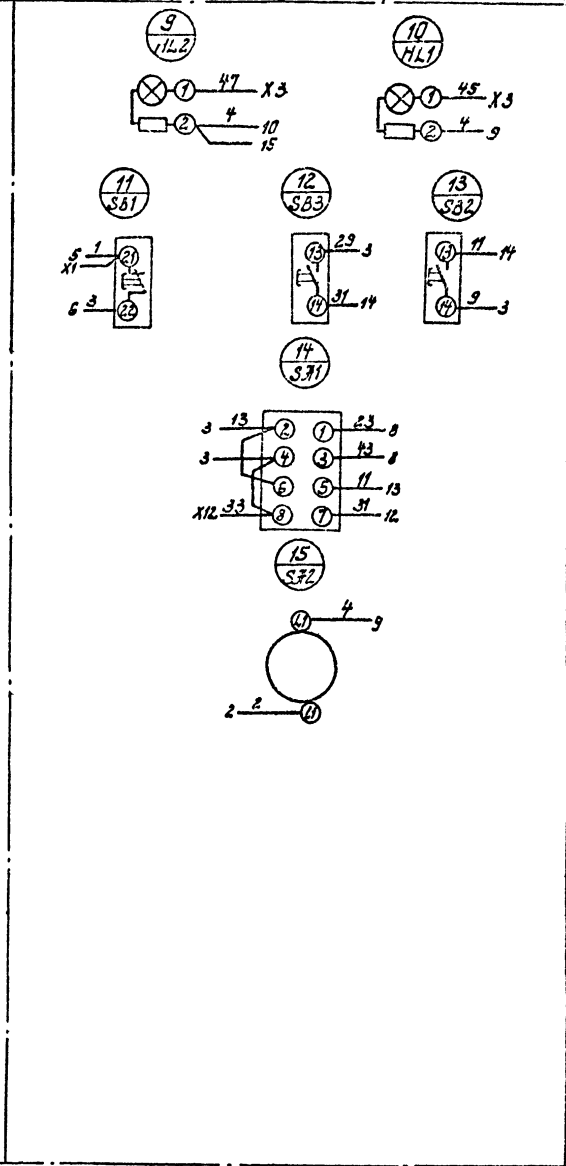 9
HL2
1 47 X3
2 4 10
15
10
HL1
1 45 X3
2 4 9
11
SB1
5 1 21
X1
6 3 22
12
SB3
13 29 3
14 31 14
13
SB2
13 11 14
14 9 3
14
SA1
3 13 2 1 23 8
3 4 3 43 8
6 5 11 13
X12 33 8 7 31 12
15
SA2
L1 4 9
2 2 L1